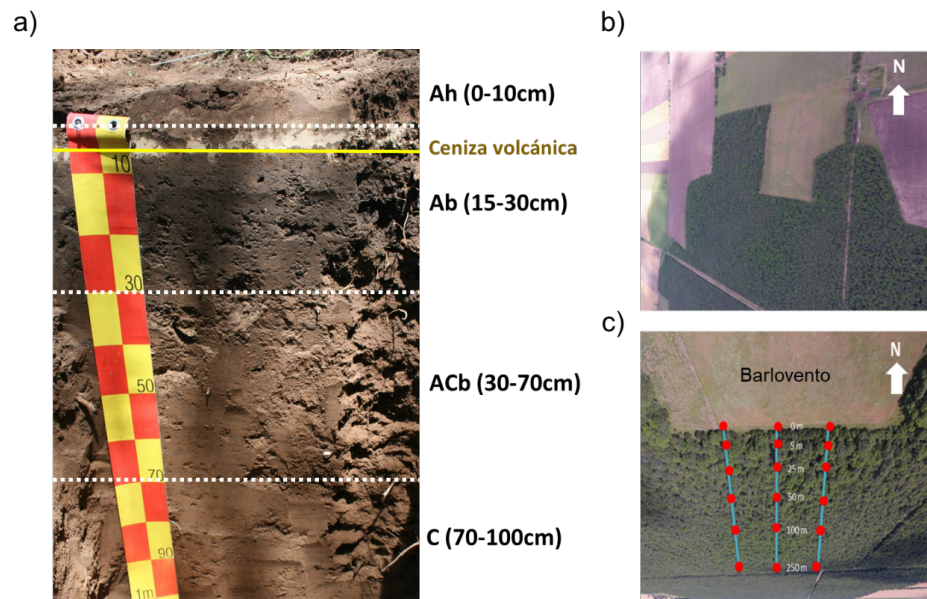 a)
Ah (0-10cm)
Ceniza volcánica
Ab (15-30cm)
ACb (30-70cm)
C (70-100cm)
10
30
50
70
90
1m
b)
N
c)
N
Barlovento
0 m
5 m
25 m
50 m
100 m
250 m